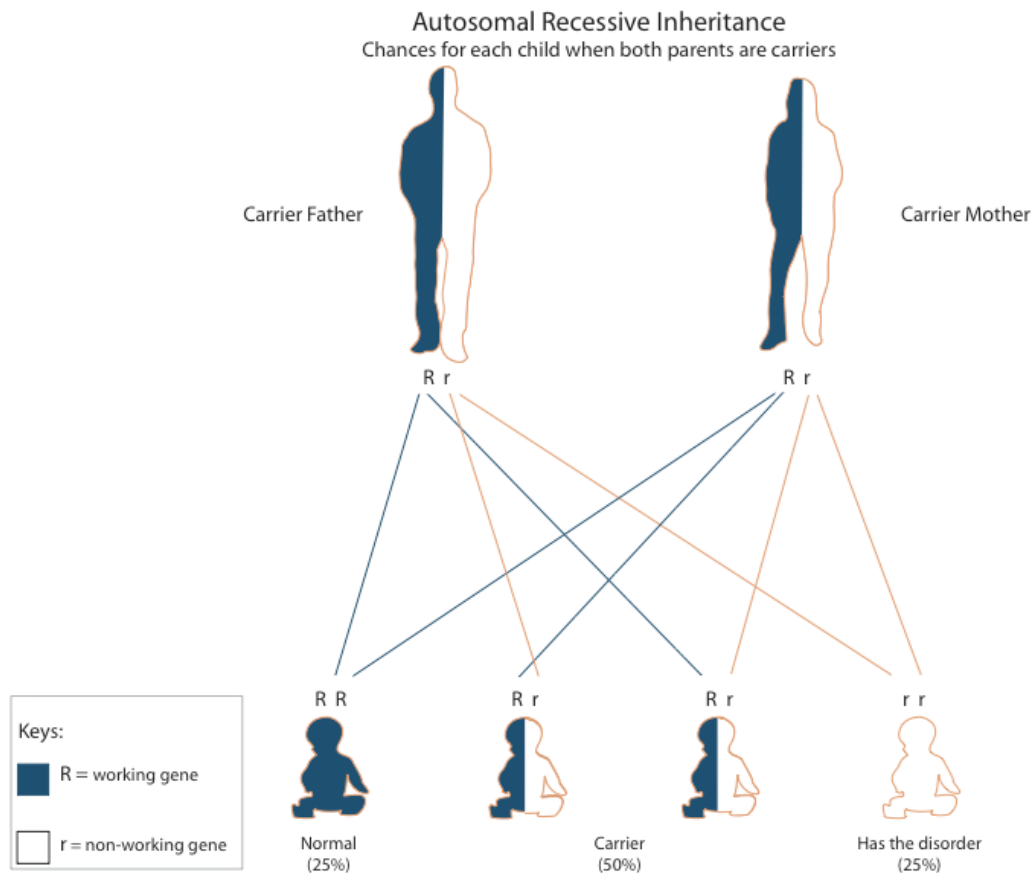 Autosomal Recessive Inheritance
Chances for each child when both parents are carriers
Carrier Father
Carrier Mother
R r
R r
R R
R r
R r
r r
Keys:
R = working gene
r = non-working gene
Normal
(25%)
Carrier
(50%)
Has the disorder
(25%)